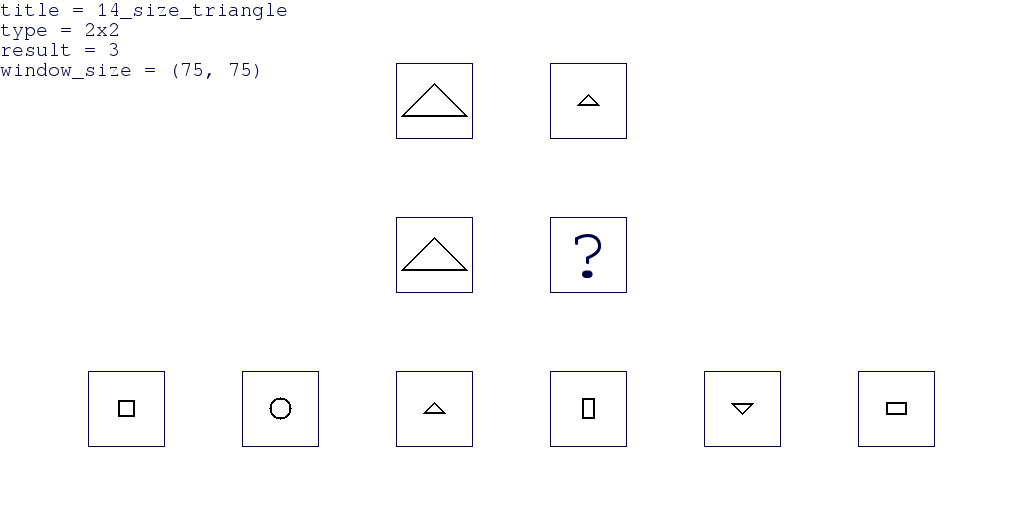 title = 14_size_triangle
type = 2x2
result = 3
window_size = (75, 75)
?